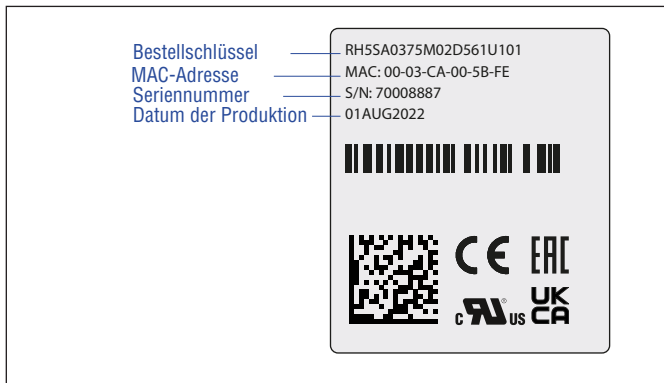 Bestellschlüssel RH5SA0375M02D561U101
MAC-Adresse MAC: 00-03-CA-00-5B-FE
Seriennummer S/N: 70008887
Datum der Produktion 01AUG2022
CE EAC
c RU ® US UK CA